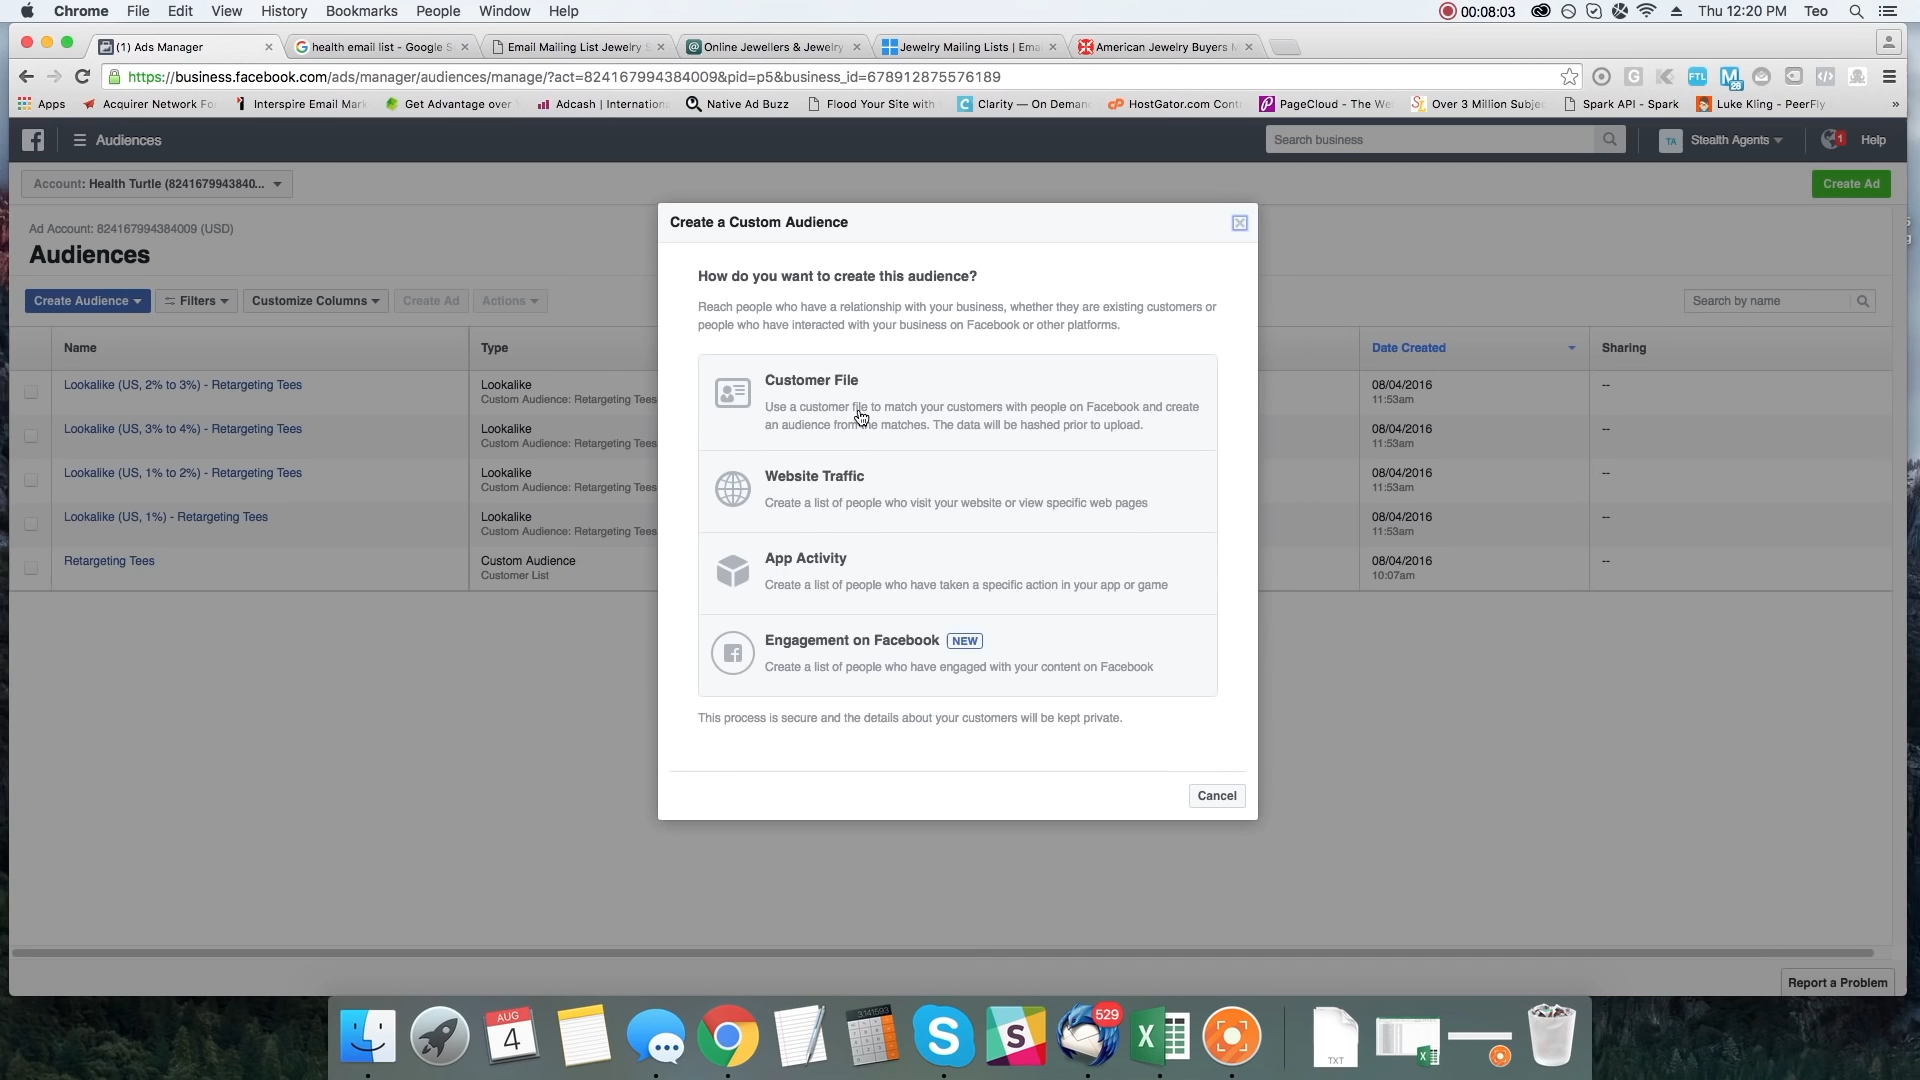 Chrome File Edit View History Bookmarks People Window Help
00:08:03 Thu 12:20 PM Teo
(1) Ads Manager
health email list - Google S
Email Mailing List Jewelry S
Online Jewellers & Jewelry
Jewelry Mailing Lists | Ema
American Jewelry Buyers M
https://business.facebook.com/ads/manager/audiences/manage/?act=824167994384009&pid=p5&business_id=678912875576189
Apps Acquirer Network Fo Interspire Email Mark Get Advantage over Adcash | Internationa Native Ad Buzz Flood Your Site with Clarity — On Deman HostGator.com Cont PageCloud - The We Over 3 Million Subje Spark API - Spark Luke Kling - PeerFly »
Audiences
Search business
TA Stealth Agents
1
Help
Account: Health Turtle (8241679943840...
Create Ad
Ad Account: 824167994384009 (USD)
Audiences
Create Audience Filters Customize Columns Create Ad Actions
Search by name
Name Type Date Created Sharing
Lookalike (US, 2% to 3%) - Retargeting Tees
Lookalike
Custom Audience: Retargeting Tees
08/04/2016
11:53am
--
Lookalike (US, 3% to 4%) - Retargeting Tees
Lookalike
Custom Audience: Retargeting Tees
08/04/2016
11:53am
--
Lookalike (US, 1% to 2%) - Retargeting Tees
Lookalike
Custom Audience: Retargeting Tees
08/04/2016
11:53am
--
Lookalike (US, 1%) - Retargeting Tees
Lookalike
Custom Audience: Retargeting Tees
08/04/2016
11:53am
--
Retargeting Tees
Custom Audience
Customer List
08/04/2016
10:07am
--
Create a Custom Audience
How do you want to create this audience?
Reach people who have a relationship with your business, whether they are existing customers or
people who have interacted with your business on Facebook or other platforms.
Customer File
Use a customer file to match your customers with people on Facebook and create
an audience from the matches. The data will be hashed prior to upload.
Website Traffic
Create a list of people who visit your website or view specific web pages
App Activity
Create a list of people who have taken a specific action in your app or game
Engagement on Facebook NEW
Create a list of people who have engaged with your content on Facebook
This process is secure and the details about your customers will be kept private.
Cancel
Report a Problem
AUG
4
529
TXT